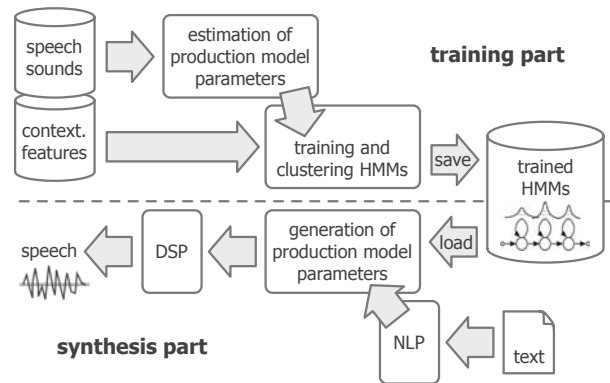 speech
sounds
estimation of
production model
parameters
training part
context.
features
training and
clustering HMMs
save
trained
HMMs
speech
DSP
generation of
production model
parameters
load
synthesis part
NLP
text